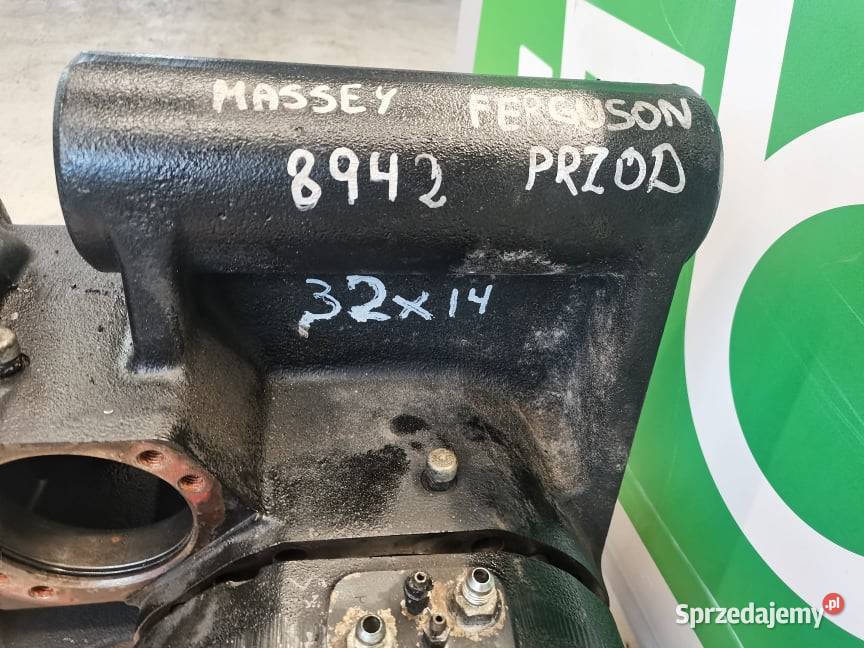 MASSEY FERGUSON
8942 PRZOD
32x14
Sprzedajemy.pl